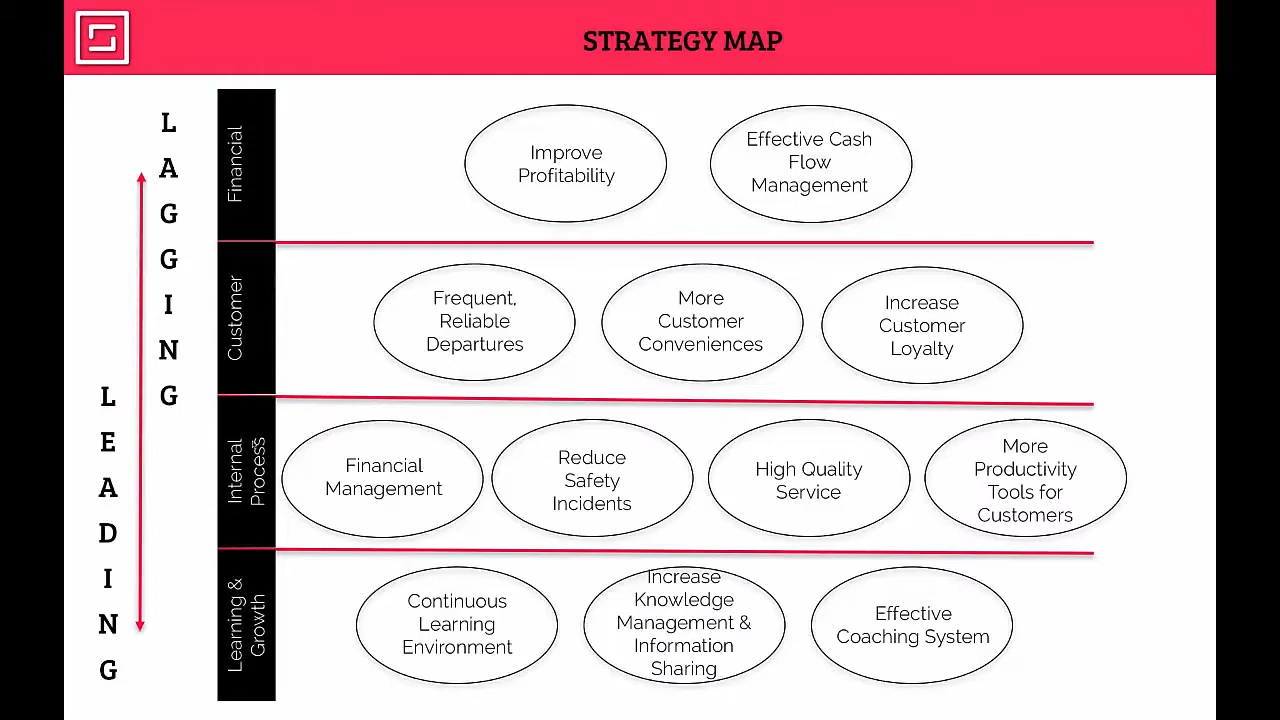 STRATEGY MAP
LAGGING
LEADING
Financial
Improve
Profitability
Effective Cash
Flow
Management
Customer
Frequent,
Reliable
Departures
More
Customer
Conveniences
Increase
Customer
Loyalty
Internal
Process
Financial
Management
Reduce
Safety
Incidents
High Quality
Service
More
Productivity
Tools for
Customers
Learning &
Growth
Continuous
Learning
Environment
Increase
Knowledge
Management &
Information
Sharing
Effective
Coaching System